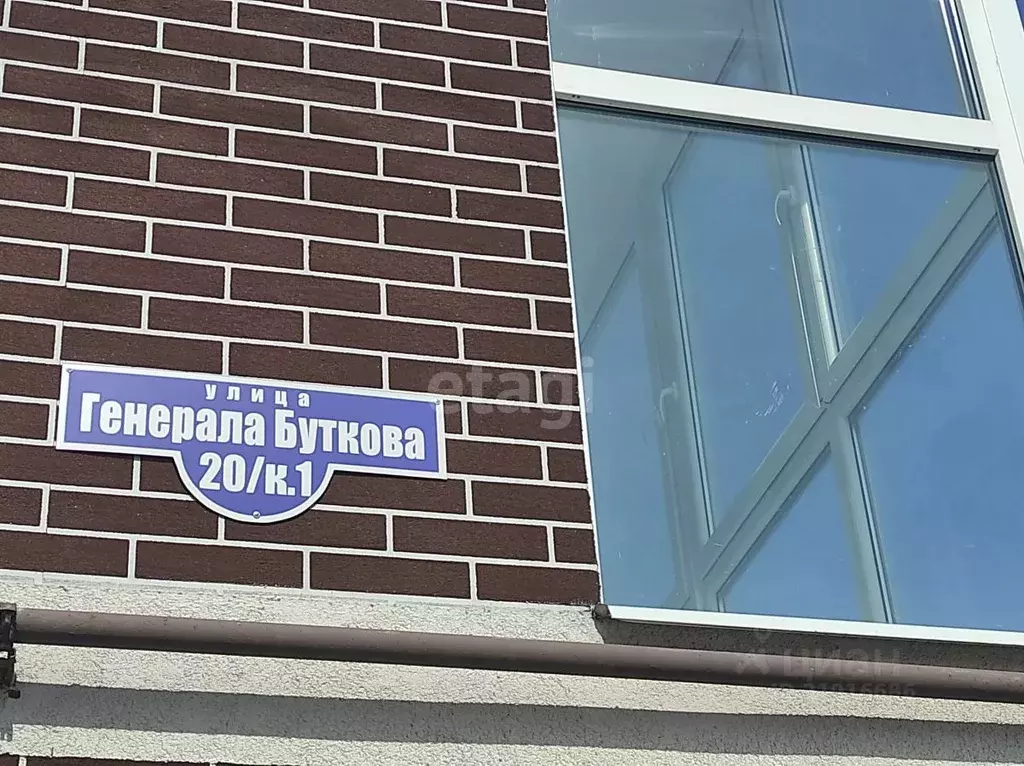 улица
Генерала Буткова
20/к.1
etagi
циан